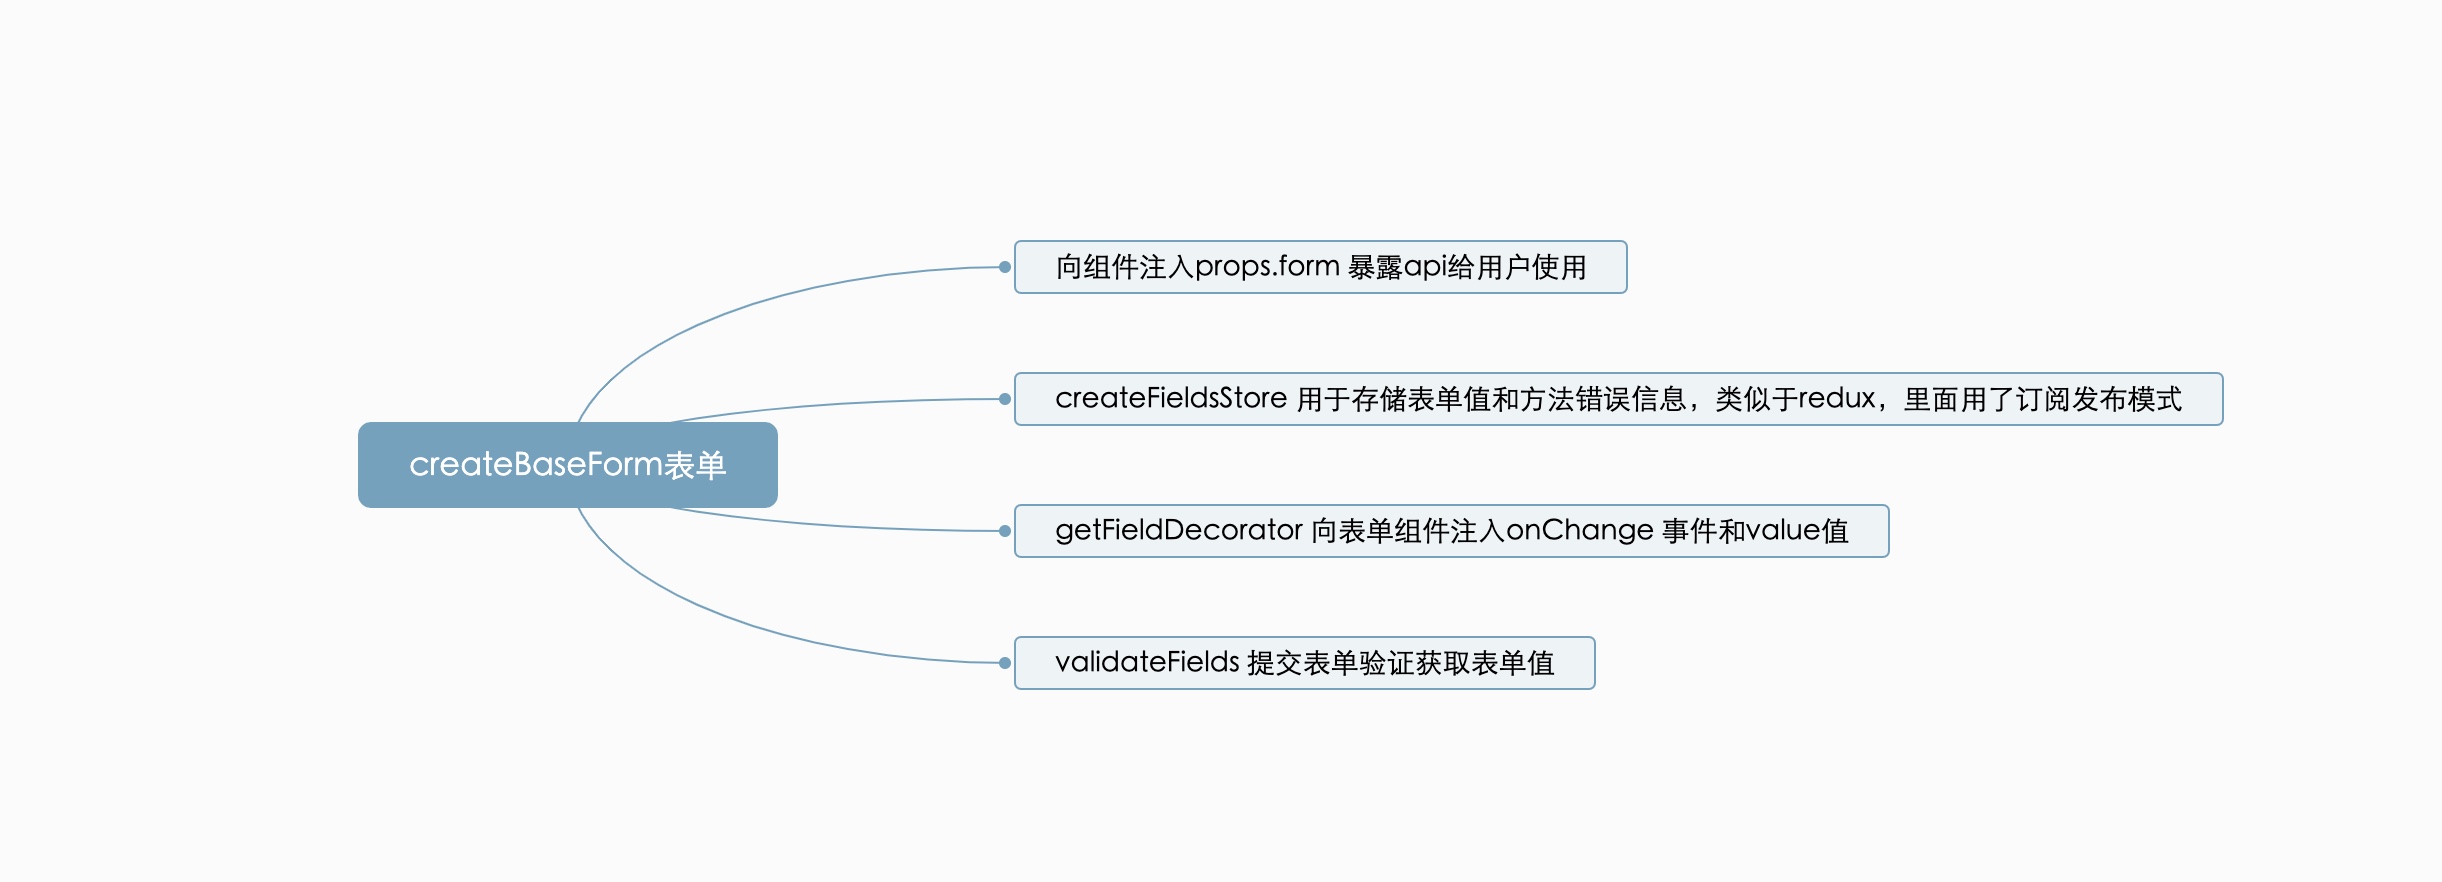 向组件注入props.form 暴露api给用户使用
createFieldsStore 用于存储表单值和方法错误信息，类似于redux，里面用了订阅发布模式
createBaseForm表单
getFieldDecorator 向表单组件注入onChange 事件和value值
validateFields 提交表单验证获取表单值